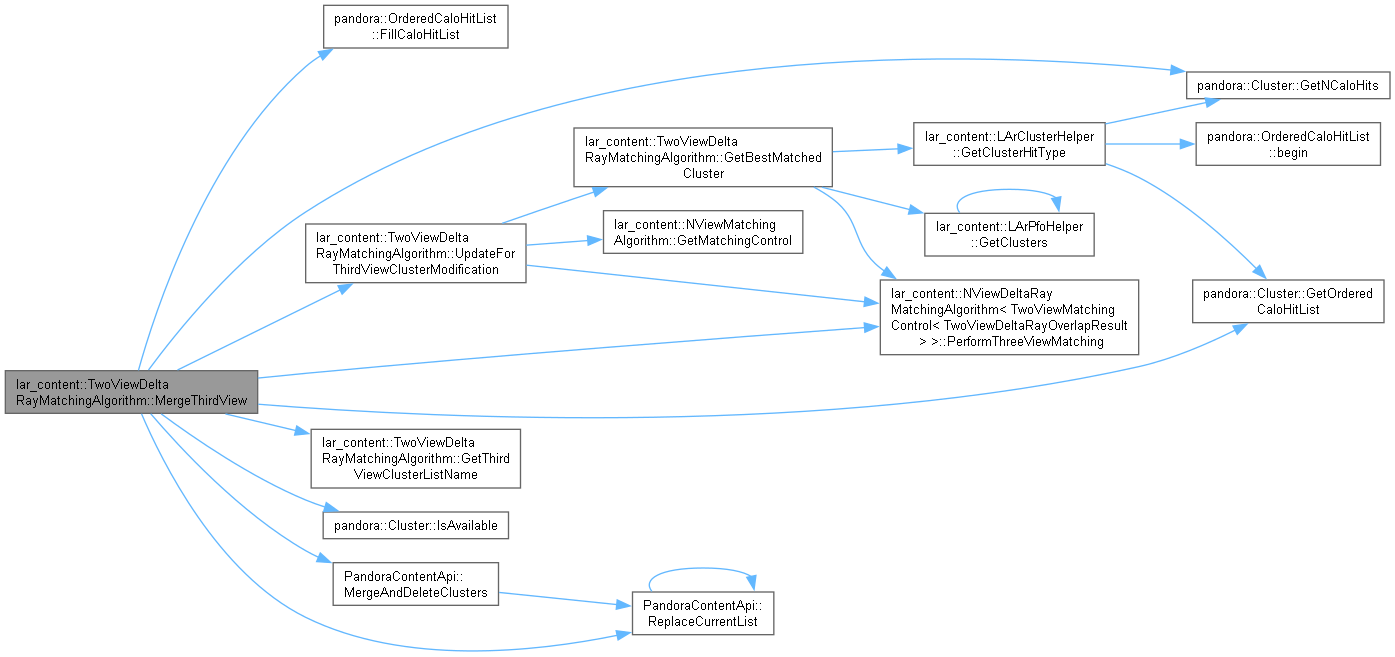 pandora::OrderedCaloHitList
::FillCaloHitList
pandora::Cluster::GetNCaloHits
lar_content::TwoViewDelta
RayMatchingAlgorithm::GetBestMatched
Cluster
lar_content::LArClusterHelper
::GetClusterHitType
pandora::OrderedCaloHitList
::begin
lar_content::TwoViewDelta
RayMatchingAlgorithm::UpdateFor
ThirdViewClusterModification
lar_content::NViewMatching
Algorithm::GetMatchingControl
lar_content::LArPfoHelper
::GetClusters
lar_content::NViewDeltaRay
MatchingAlgorithm< TwoViewMatching
Control< TwoViewDeltaRayOverlapResult
> >::PerformThreeViewMatching
pandora::Cluster::GetOrdered
CaloHitList
lar_content::TwoViewDelta
RayMatchingAlgorithm::MergeThirdView
lar_content::TwoViewDelta
RayMatchingAlgorithm::GetThird
ViewClusterListName
pandora::Cluster::IsAvailable
PandoraContentApi::
MergeAndDeleteClusters
PandoraContentApi::
ReplaceCurrentList